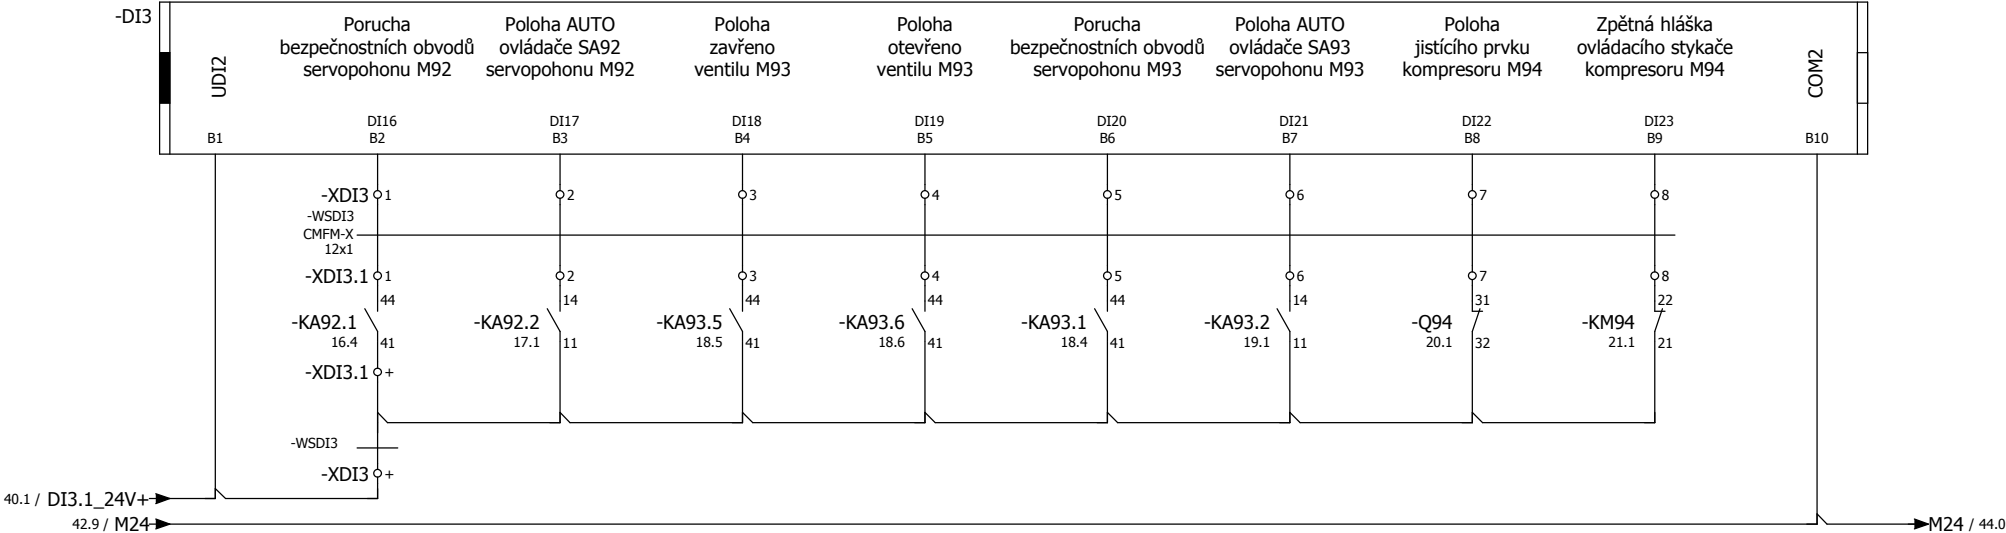 -DI3
UDI2
Porucha
bezpečnostních obvodů
servopohonu M92
Poloha AUTO
ovládače SA92
servopohonu M92
Poloha
zavřeno
ventilu M93
Poloha
otevřeno
ventilu M93
Porucha
bezpečnostních obvodů
servopohonu M93
Poloha AUTO
ovládače SA93
servopohonu M93
Poloha
jistícího prvku
kompresoru M94
Zpětná hláška
ovládacího stykače
kompresoru M94
COM2
DI16 DI17 DI18 DI19 DI20 DI21 DI22 DI23
B1 B2 B3 B4 B5 B6 B7 B8 B9 B10
-XDI3 1 2 3 4 5 6 7 8
-WSDI3
CMFM-X
12x1
-XDI3.1 1 2 3 4 5 6 7 8
44 14 44 44 44 14 31 22
-KA92.1 -KA92.2 -KA93.5 -KA93.6 -KA93.1 -KA93.2 -Q94 -KM94
16.4 41 17.1 11 18.5 41 18.6 41 18.4 41 19.1 11 20.1 32 21.1 21
-XDI3.1 +
-WSDI3
-XDI3 +
40.1 / DI3.1_24V+
42.9 / M24 M24 / 44.0